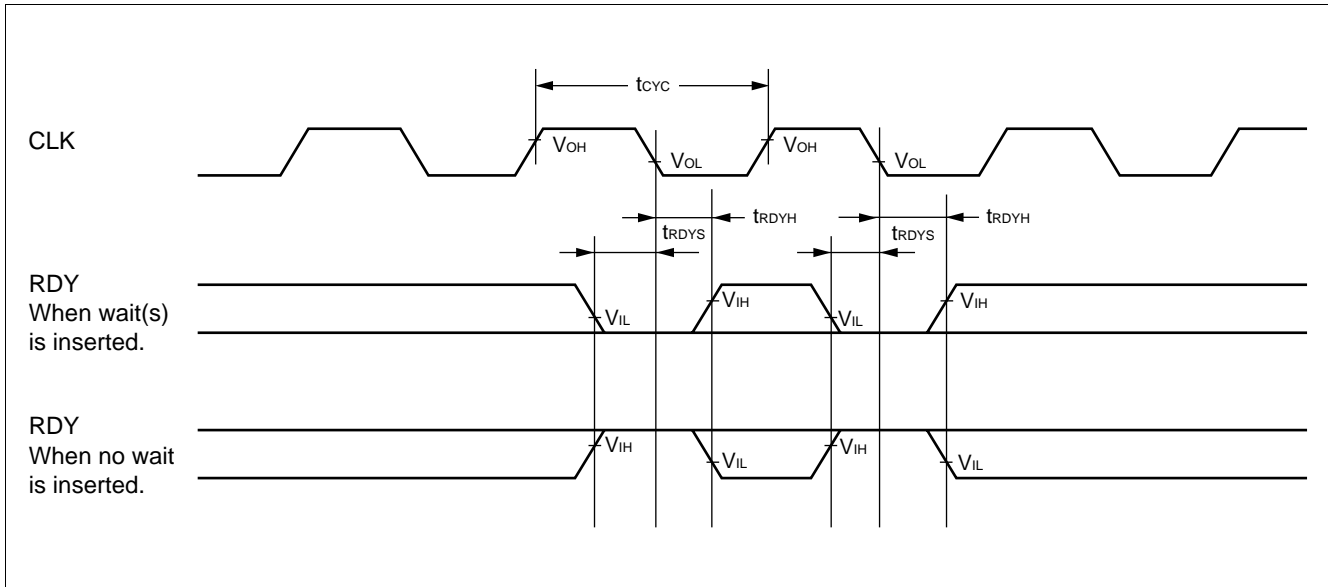 tCYC
CLK
VOH
VOL
VOH
VOL
tRDYH
tRDYH
tRDYS
tRDYS
RDY
When wait(s)
is inserted.
VIL
VIH
VIL
VIH
RDY
When no wait
is inserted.
VIH
VIL
VIH
VIL